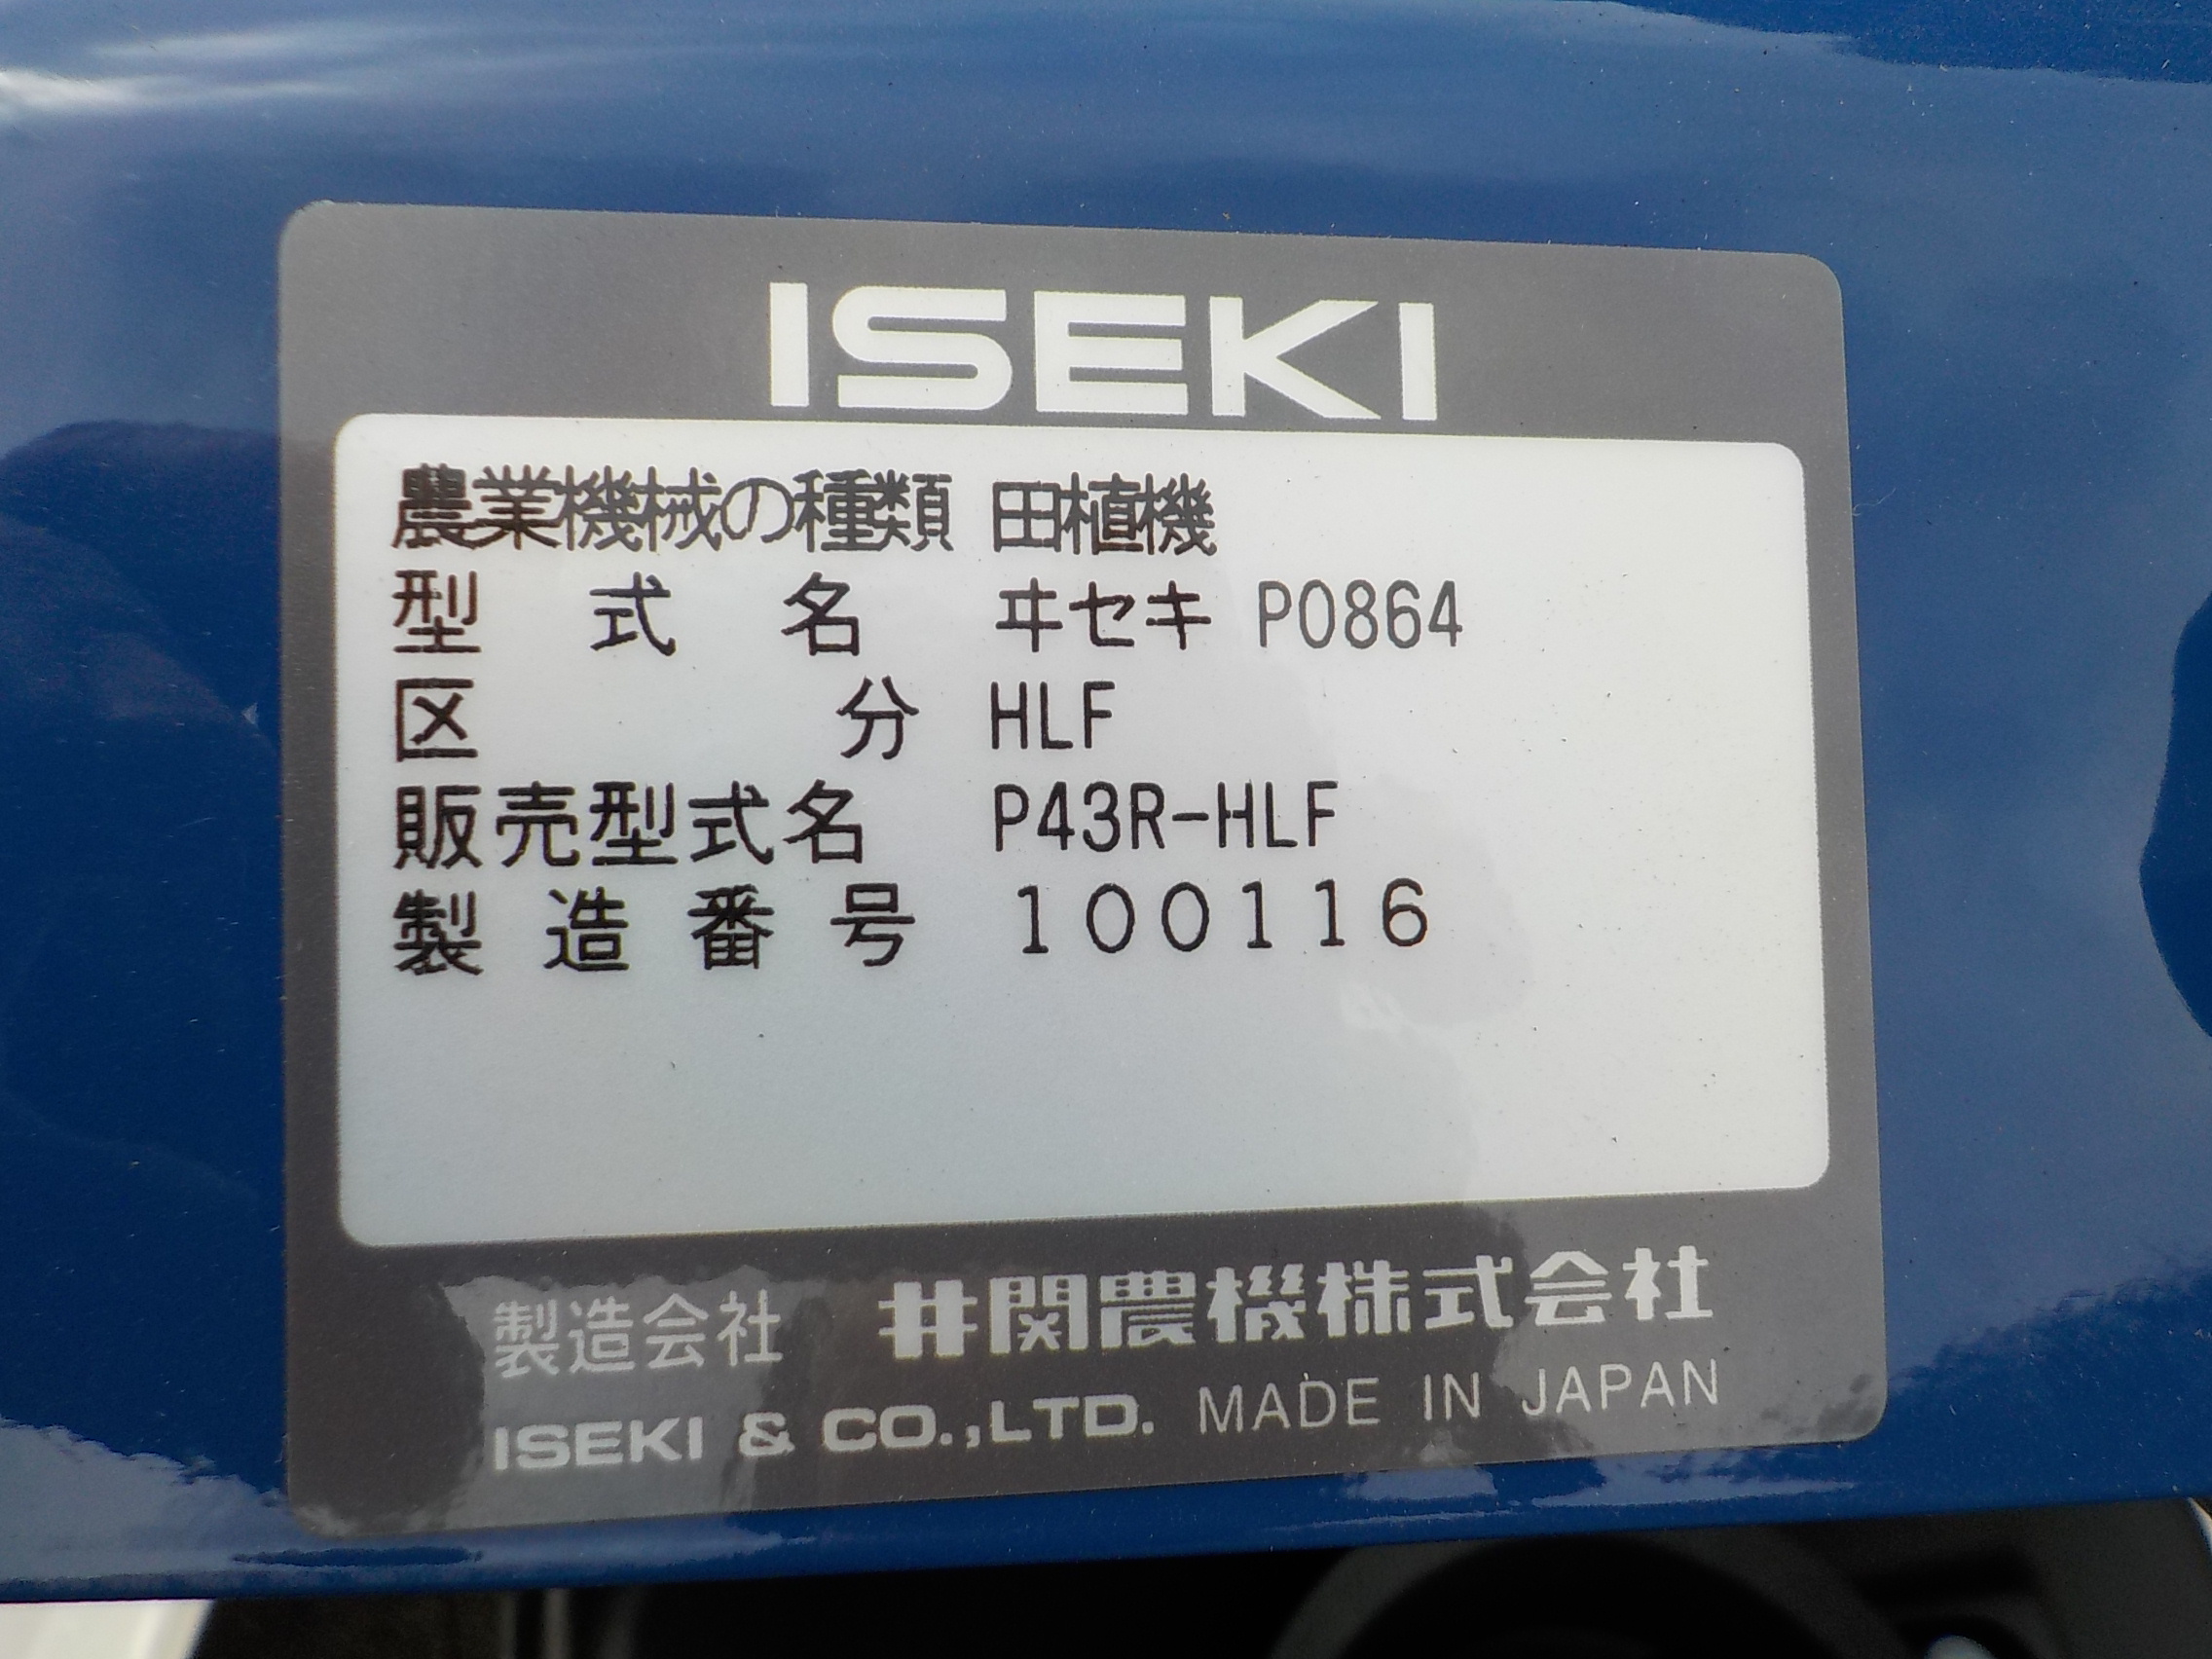 ISEKI
農業機械の種類 田植機
型式名 ヰセキ P0864
区分 HLF
販売型式名 P43R-HLF
製造番号 100116
製造会社 井関農機株式会社
ISEKI & CO.,LTD. MADE IN JAPAN